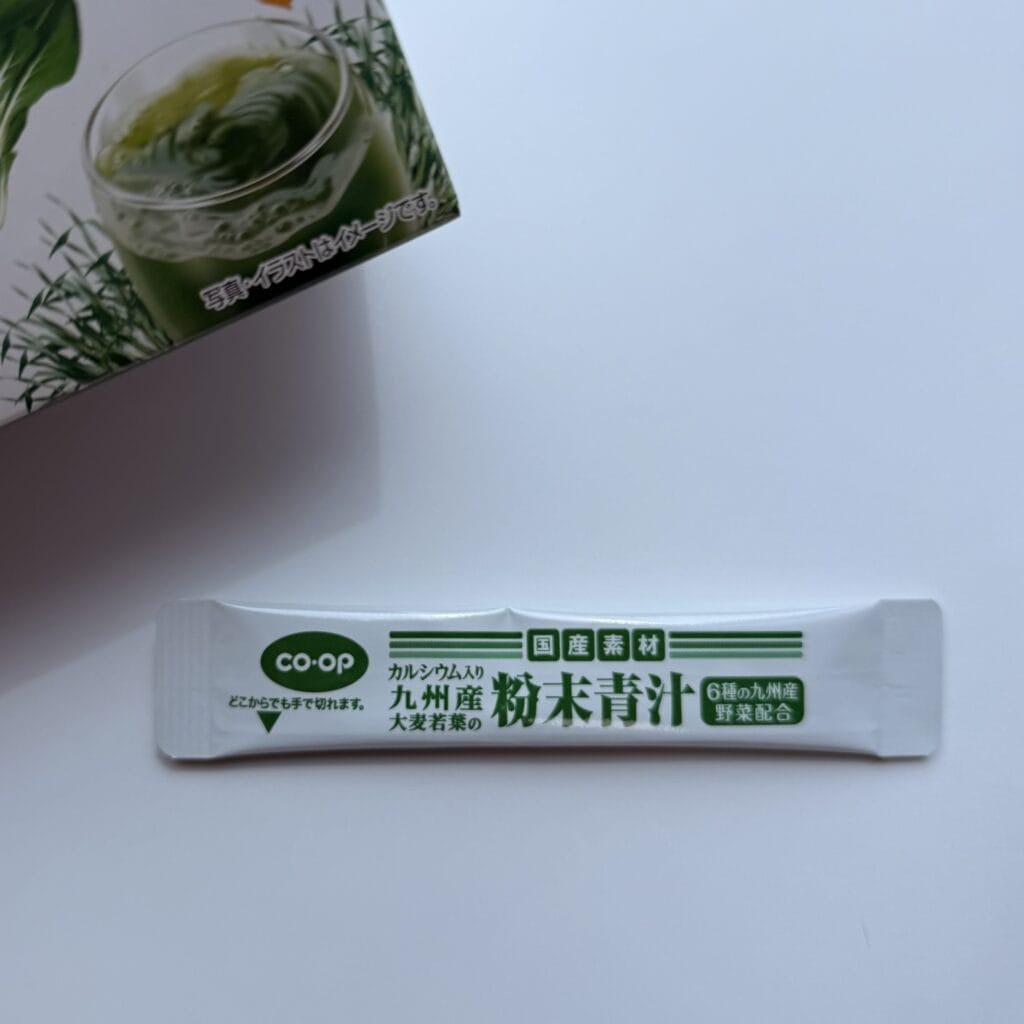 写真・イラストはイメージです。
CO·OP
どこからでも手で切れます。
国産素材
カルシウム入り
九州産
大麦若葉の
粉末青汁
6種の九州産
野菜配合